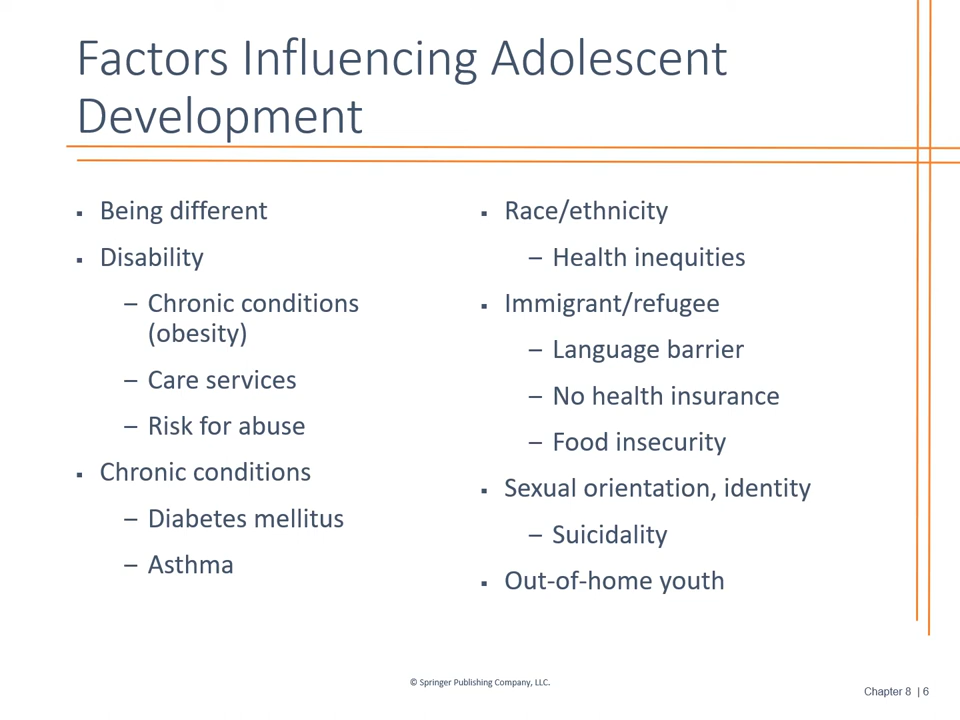 Factors Influencing Adolescent
Development
▪ Being different
▪ Disability
– Chronic conditions
(obesity)
– Care services
– Risk for abuse
▪ Chronic conditions
– Diabetes mellitus
– Asthma
▪ Race/ethnicity
– Health inequities
▪ Immigrant/refugee
– Language barrier
– No health insurance
– Food insecurity
▪ Sexual orientation, identity
– Suicidality
▪ Out-of-home youth
© Springer Publishing Company, LLC.
Chapter 8 | 6